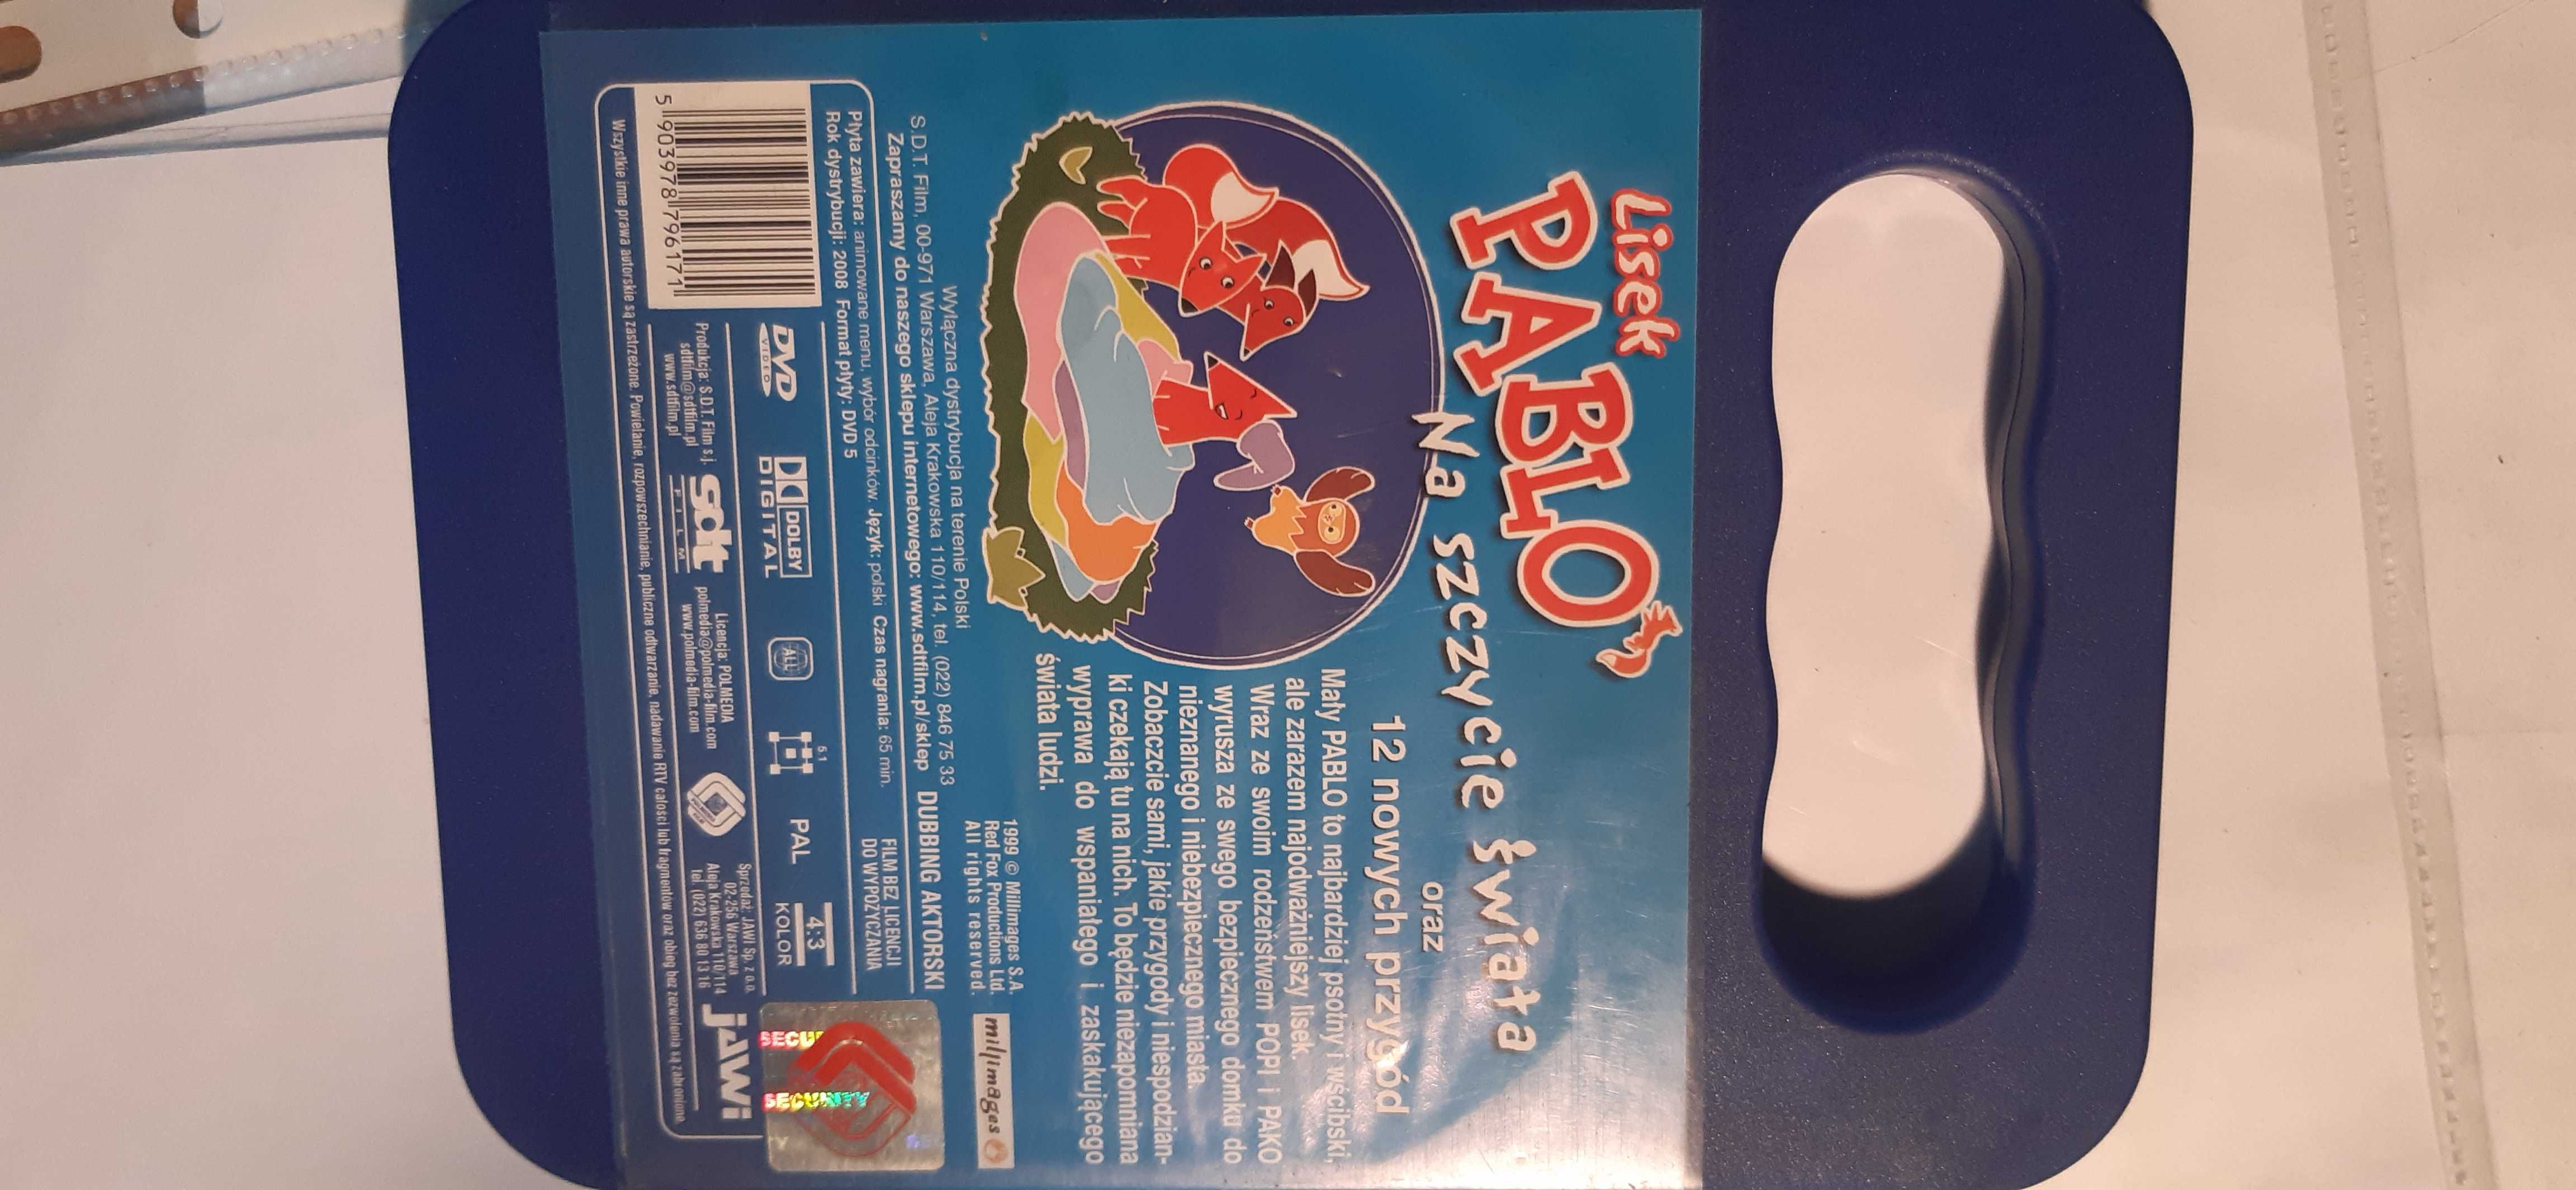 Lisek
PABLO
Na szczycie świata
oraz
12 nowych przygód
Mały PABLO to najbardziej psotny i wścibski,
ale zarazem najodważniejszy lisek.
Wraz ze swoim rodzeństwem POPI i PAKO
wyrusza ze swego bezpiecznego domku do
nieznanego i niebezpiecznego miasta.
Zobaczcie sami, jakie przygody i niespodzian-
ki czekają tu na nich. To będzie niezapomniana
wyprawa do wspaniałego i zaskakującego
świata ludzi.
1999 © Millimages S.A.
Red Fox Productions Ltd.
All rights reserved.
millimages
Wyłączna dystrybucja na terenie Polski
S.D.T. Film, 00-971 Warszawa, Aleja Krakowska 110/114, tel. (022) 846 75 33
Zapraszamy do naszego sklepu internetowego: www.sdtfilm.pl/sklep
DUBBING AKTORSKI
Płyta zawiera: animowane menu, wybór odcinków. Język: polski Czas nagrania: 65 min.
Rok dystrybucji: 2008 Format płyty: DVD 5
FILM BEZ LICENCJI
DO WYPOŻYCZANIA
5 903978 796171
DVD
VIDEO
DOLBY
DIGITAL
ALL
5.1
PAL
4:3
KOLOR
SECURITY
Produkcja: S.D.T. Film s.j.
sdtfilm@sdtfilm.pl
www.sdtfilm.pl
sdt
FILM
Licencja: POLMEDIA
polmedia@polmedia-film.com
www.polmedia-film.com
Sprzedaż: JAWI Sp. z o.o.
02-256 Warszawa
Aleja Krakowska 110/114
tel. (022) 636 80 13 16
JAWI
Wszystkie inne prawa autorskie są zastrzeżone. Powielanie, rozpowszechnianie, publiczne odtwarzanie, nadawanie RTV całości lub fragmentów oraz obieg bez zezwolenia są zabronione.